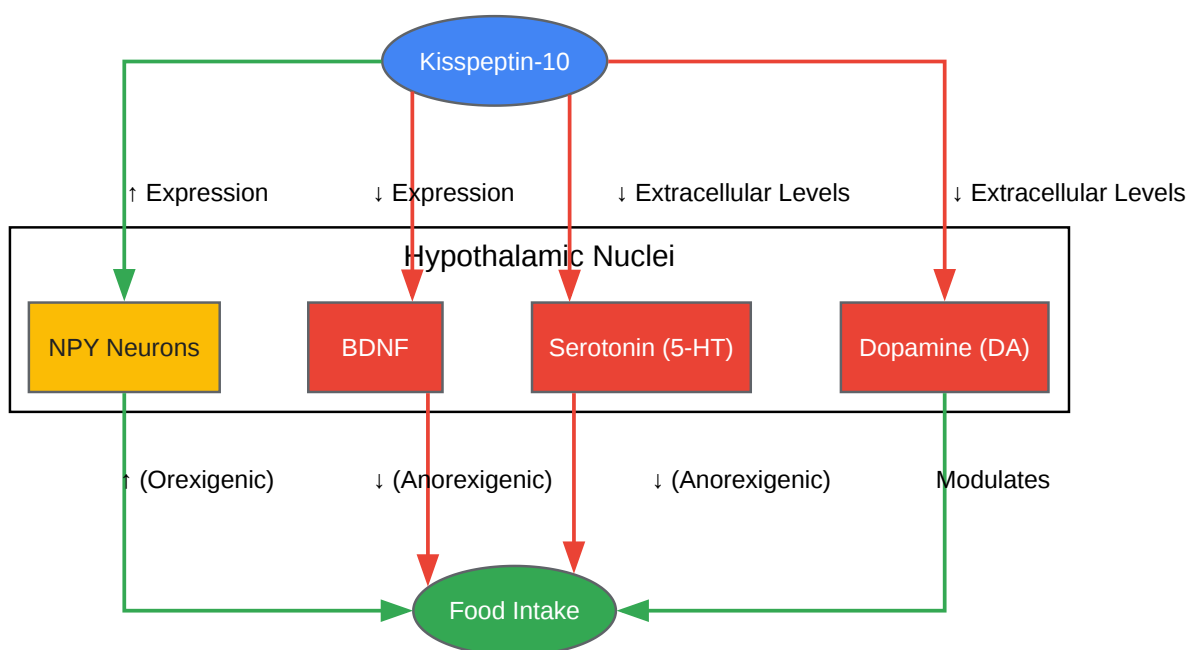 Kisspeptin-10
↑ Expression
↓ Expression
↓ Extracellular Levels
↓ Extracellular Levels
Hypothalamic Nuclei
NPY Neurons
BDNF
Serotonin (5-HT)
Dopamine (DA)
↑ (Orexigenic)
↓ (Anorexigenic)
↓ (Anorexigenic)
Modulates
Food Intake